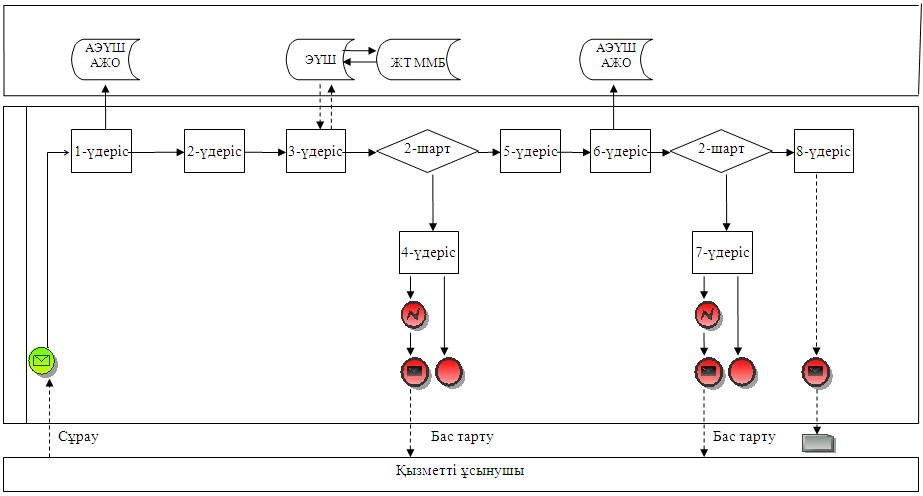 АЭҮШ
АЖО
ЭҮШ
ЖТ ММБ
АЭҮШ
АЖО
1-үдеріс
2-үдеріс
3-үдеріс
2-шарт
5-үдеріс
6-үдеріс
2-шарт
8-үдеріс
4-үдеріс
7-үдеріс
Сұрау
Бас тарту
Бас тарту
Қызметті ұсынушы